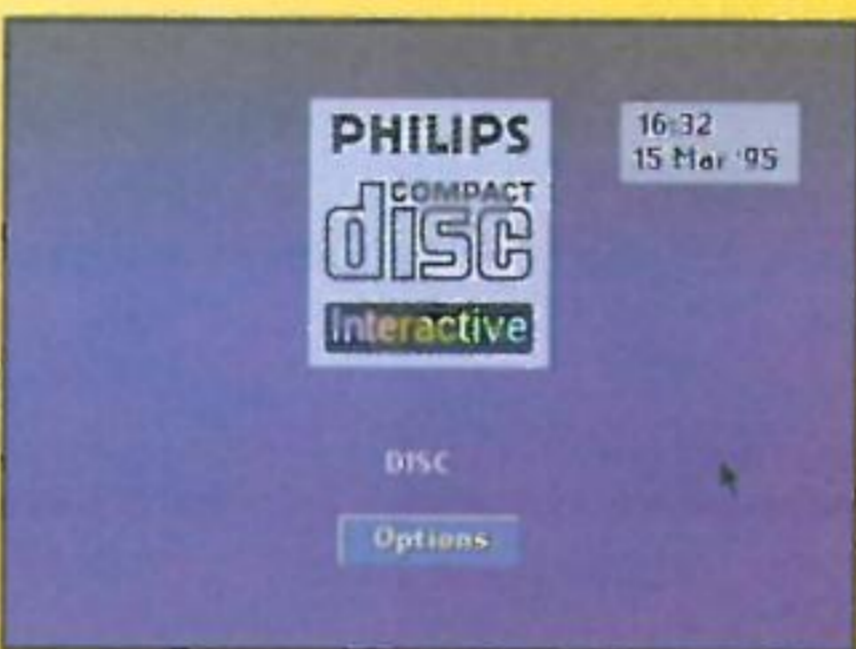 PHILIPS
COMPACT
disc
Interactive
16:32
15 Mar '95
DISC
Options